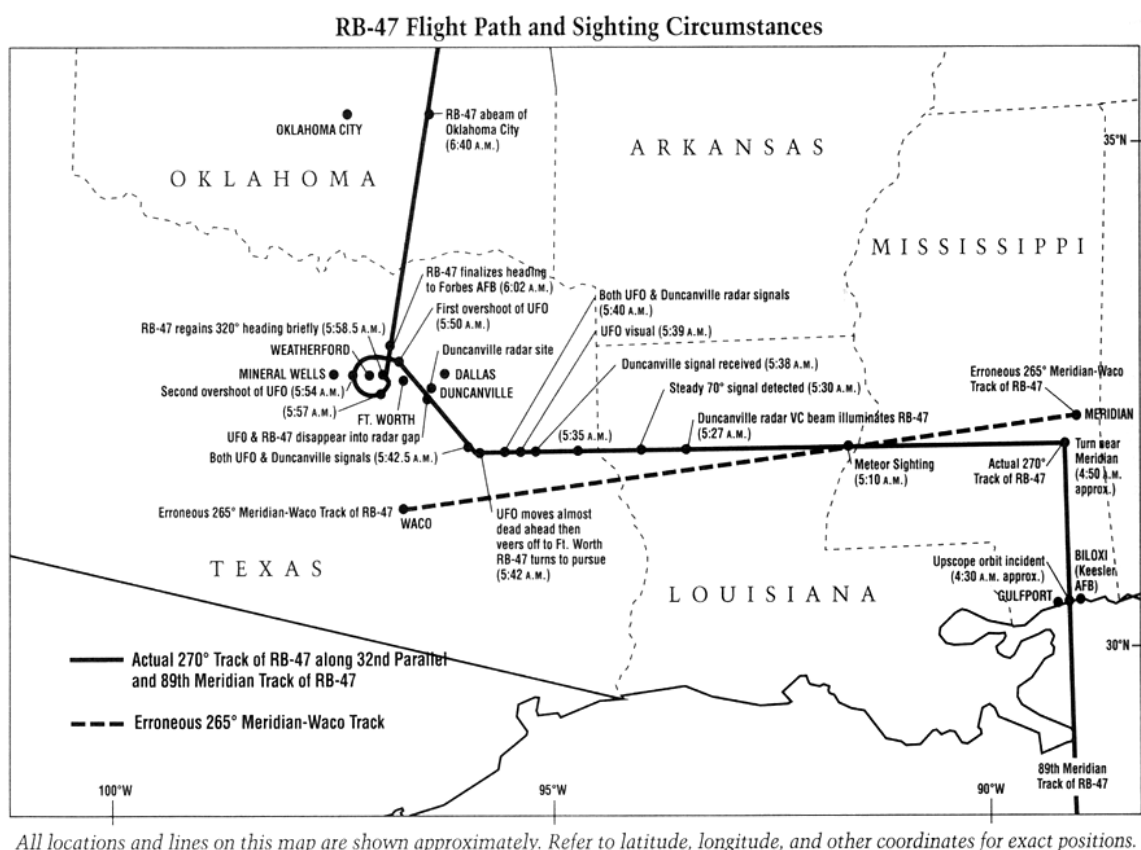 RB-47 Flight Path and Sighting Circumstances
RB-47 abeam of
Oklahoma City
(6:40 A.M.)
OKLAHOMA CITY
ARKANSAS
35°N
OKLAHOMA
MISSISSIPPI
RB-47 finalizes heading
to Forbes AFB (6:02 A.M.)
First overshoot of UFO
(5:50 A.M.)
Both UFO & Duncanville radar signals
(5:40 A.M.)
UFO visual (5:39 A.M.)
RB-47 regains 320° heading briefly (5:58.5 A.M.)
WEATHERFORD
Duncanville radar site
MINERAL WELLS
DALLAS
DUNCANVILLE
Duncanville signal received (5:38 A.M.)
Erroneous 265° Meridian-Waco
Track of RB-47
Second overshoot of UFO (5:54 A.M.)
Steady 70° signal detected (5:30 A.M.)
(5:57 A.M.)
FT. WORTH
MERIDIAN
Duncanville radar VC beam illuminates RB-47
(5:27 A.M.)
UFO & RB-47 disappear into radar gap
(5:35 A.M.)
Both UFO & Duncanville signals (5:42.5 A.M.)
Meteor Sighting
(5:10 A.M.)
Actual 270°
Track of RB-47
Turn near
Meridian
(4:50 A.M.
approx.)
Erroneous 265° Meridian-Waco Track of RB-47
WACO
UFO moves almost
dead ahead then
veers off to Ft. Worth
RB-47 turns to pursue
(5:42 A.M.)
TEXAS
LOUISIANA
Upscope orbit incident
(4:30 A.M. approx.)
GULFPORT
BILOXI
(Keesler
AFB)
30°N
Actual 270° Track of RB-47 along 32nd Parallel
and 89th Meridian Track of RB-47
Erroneous 265° Meridian-Waco Track
89th Meridian
Track of RB-47
100°W
95°W
90°W
All locations and lines on this map are shown approximately. Refer to latitude, longitude, and other coordinates for exact positions.